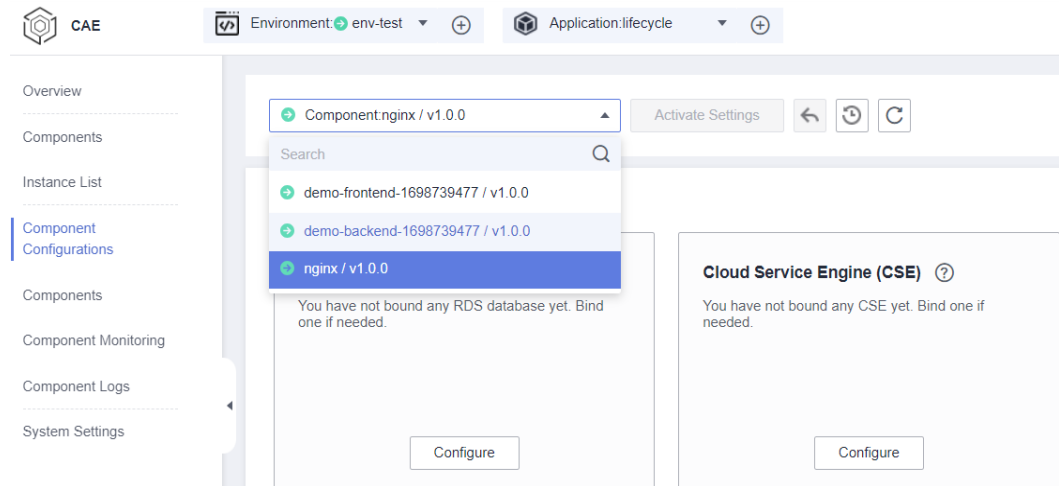 CAE
Environment: env-test
Application:lifecycle
Overview
Components
Instance List
Component
Configurations
Components
Component Monitoring
Component Logs
System Settings
Component:nginx / v1.0.0
Activate Settings
Search
demo-frontend-1698739477 / v1.0.0
demo-backend-1698739477 / v1.0.0
nginx / v1.0.0
You have not bound any RDS database yet. Bind
one if needed.
Configure
Cloud Service Engine (CSE) ?
You have not bound any CSE yet. Bind one if
needed.
Configure